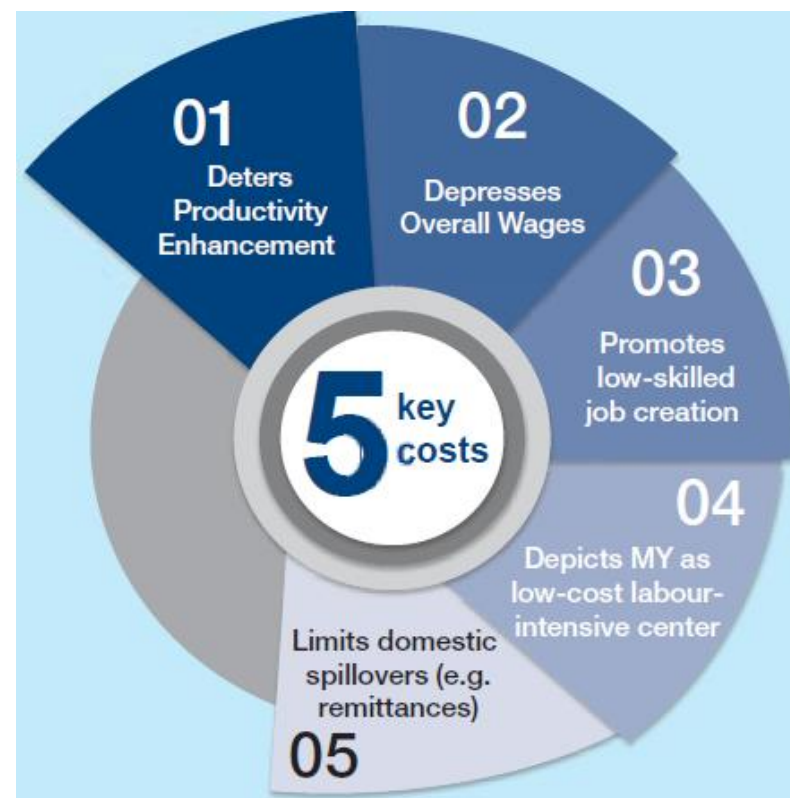 01
Deters
Productivity
Enhancement
02
Depresses
Overall Wages
03
Promotes
low-skilled
job creation
04
Depicts MY as
low-cost labour-
intensive center
Limits domestic
spillovers (e.g.
remittances)
05
5 key
costs